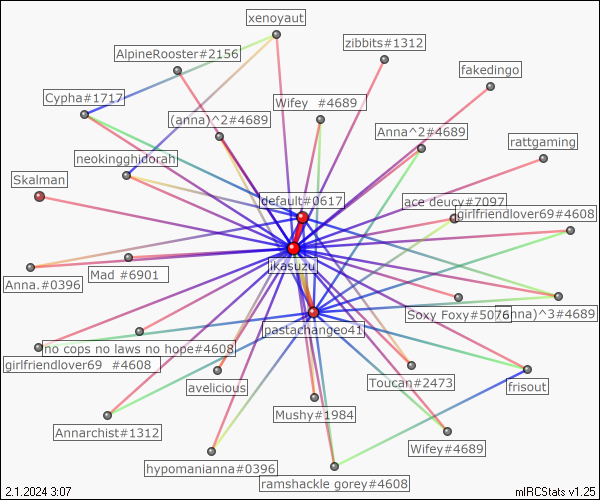 xenoyaut
zibbits#1312
AlpineRooster#2156
fakedingo
Cypha#1717
Wifey  #4689
(anna)^2#4689
Anna^2#4689
rattgaming
neokingghidorah
Skalman
default#0617
ace deucy#7097
girlfriendlover69#4608
ikasuzu
Mad #6901
Anna.#0396
Soxy Foxy#5076
(anna)^3#4689
pastachangeo41
no cops no laws no hope#4608
girlfriendlover69  #4608
avelicious
Toucan#2473
frisout
Mushy#1984
Annarchist#1312
Wifey#4689
hypomanianna#0396
ramshackle gorey#4608
2.1.2024 3:07
mIRCStats v1.25